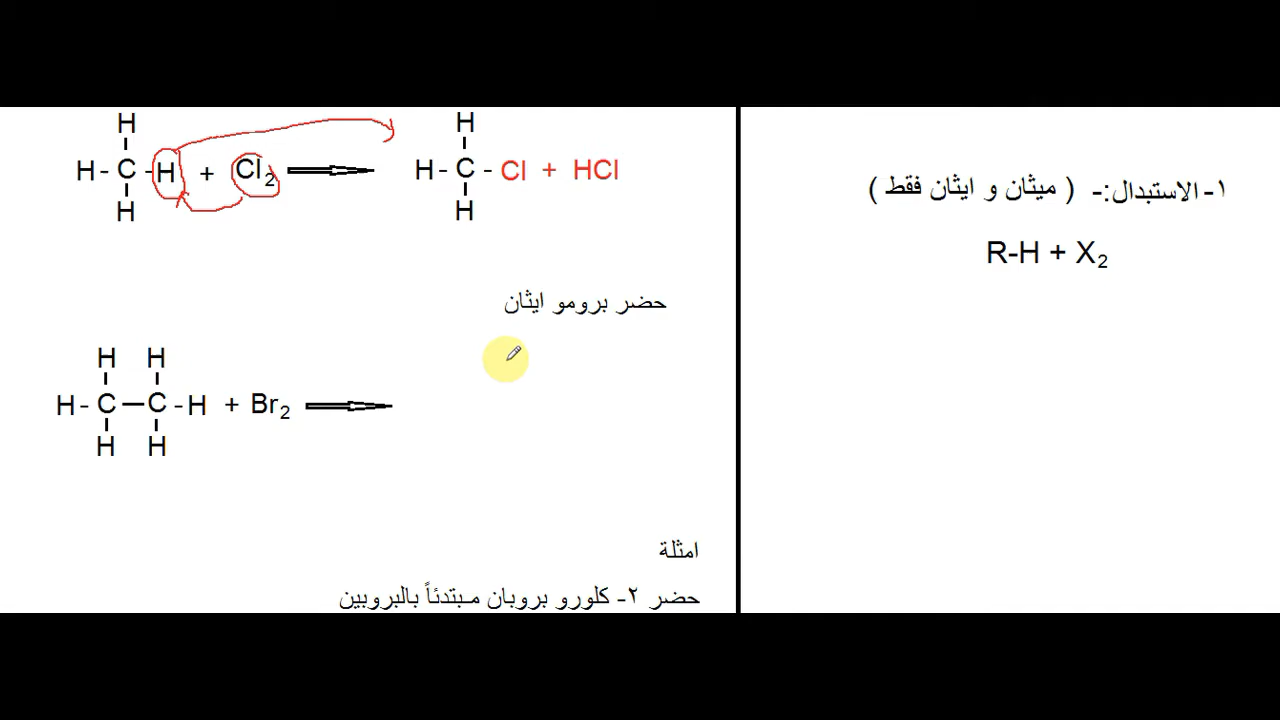 ١- الاستبدال:- ( ميثان و ايثان فقط )
R-H + X2
H H
H - C - H + Cl2 H - C - Cl + HCl
H H
حضر برومو ايثان
H H
H - C - C - H + Br2
H H
امثلة
حضر ٢- كلورو بروبان مـبتدئاً بالبروبين